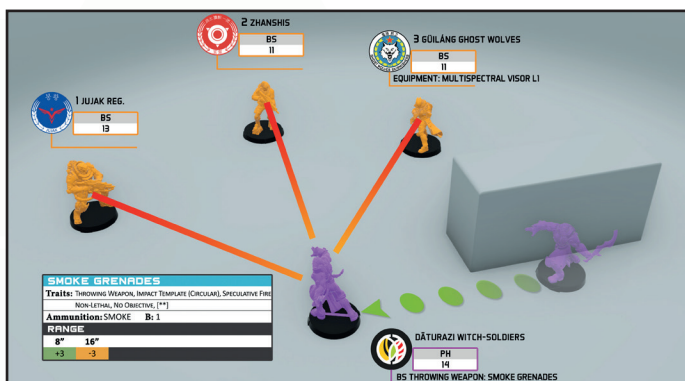 2 ZHANSHIS
BS
11
3 GÜILÁNG GHOST WOLVES
BS
11
EQUIPMENT: MULTISPECTRAL VISOR L1
1 JUJAK REG.
BS
13
SMOKE GRENADES
Traits: THROWING WEAPON, IMPACT TEMPLATE (CIRCULAR), SPECULATIVE FIRE
NON-LETHAL, NO OBJECTIVE, [**]
Ammunition: SMOKE B: 1
RANGE
8” 16”
+3 -3
DĀTURAZI WITCH-SOLDIERS
PH
14
BS THROWING WEAPON: SMOKE GRENADES